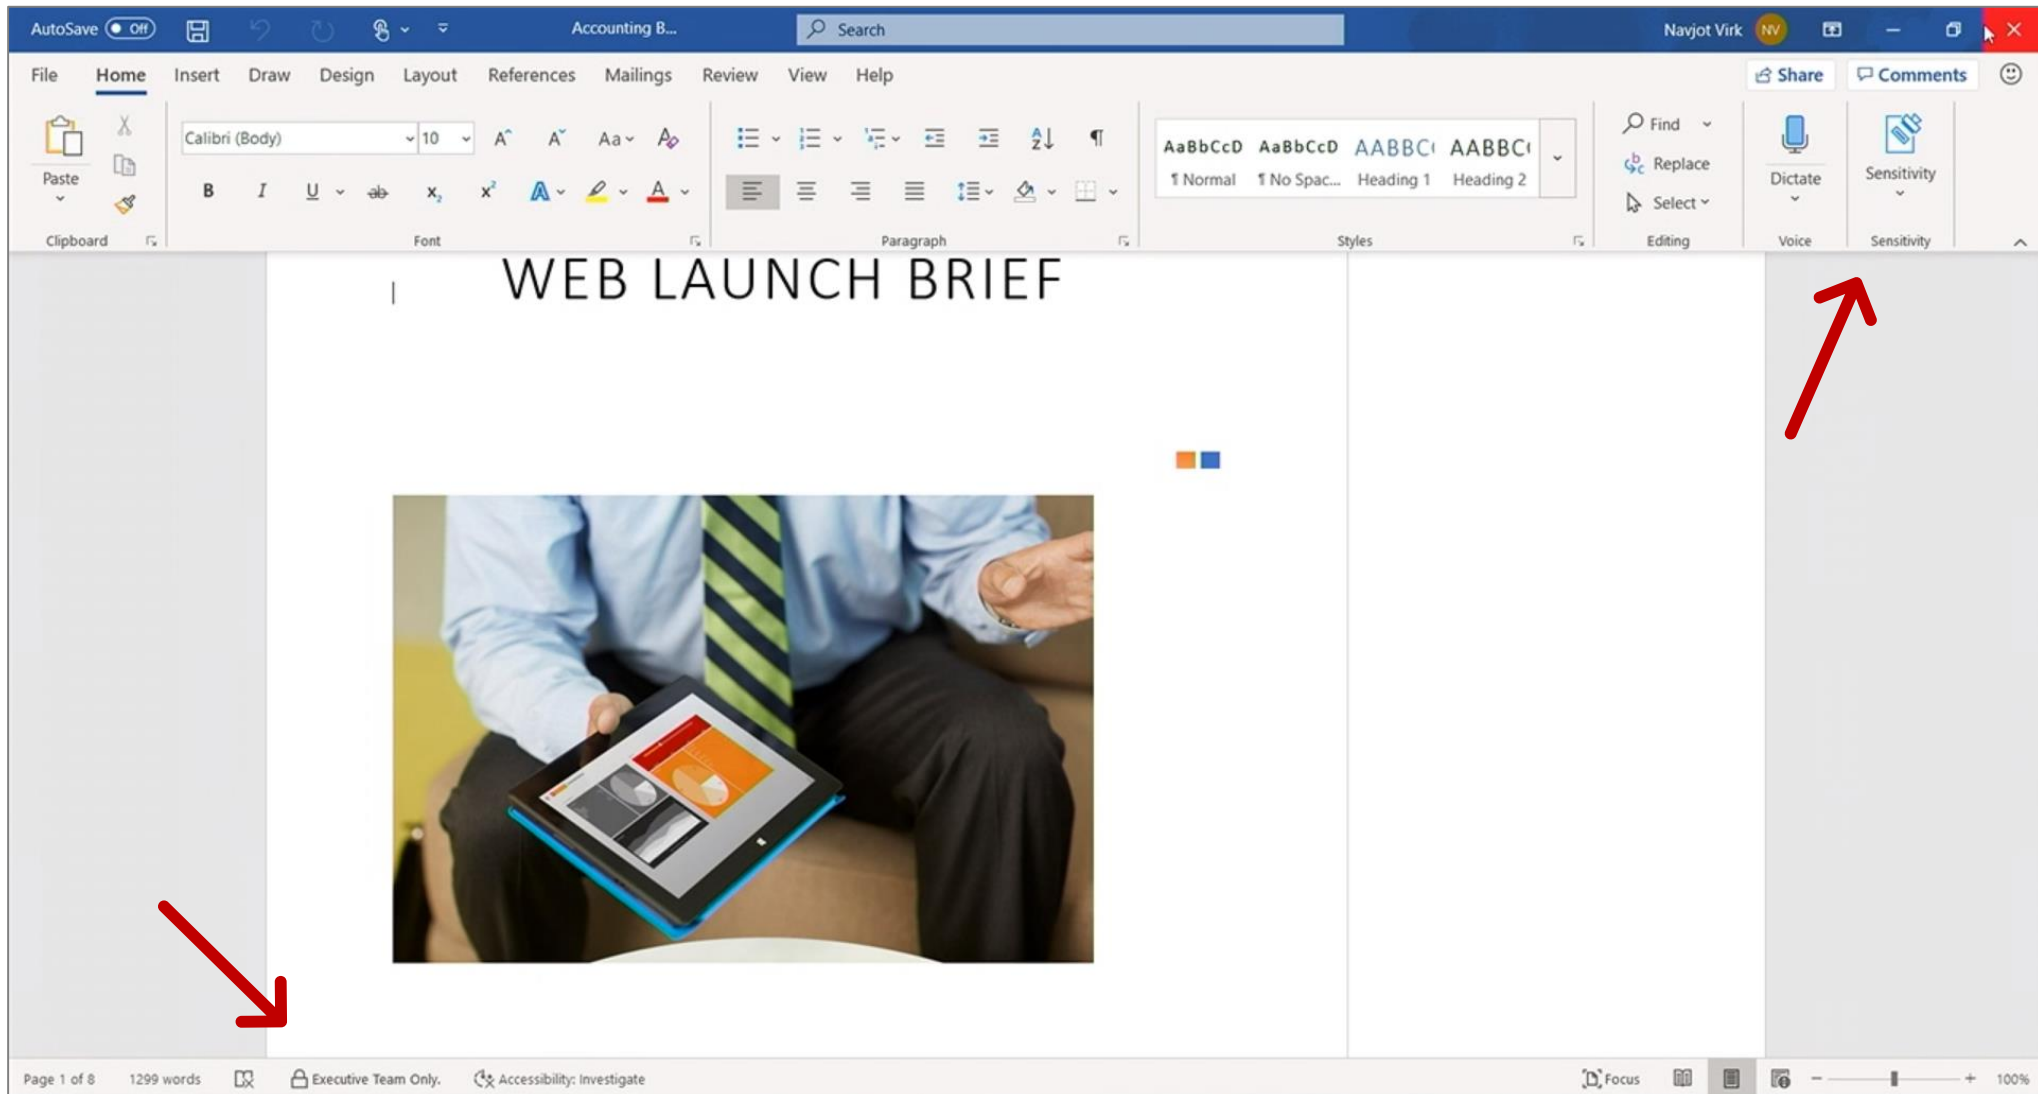 AutoSave Off Accounting B... Search Navjot Virk NV
File Home Insert Draw Design Layout References Mailings Review View Help Share Comments
Paste
Clipboard
Calibri (Body) 10
Font
Paragraph
AaBbCcD AaBbCcD AABBC AABBC
¶ Normal ¶ No Spac... Heading 1 Heading 2
Styles
Find
Replace
Select
Editing
Dictate
Voice
Sensitivity
Sensitivity
WEB LAUNCH BRIEF
Page 1 of 8 1299 words Executive Team Only. Accessibility: Investigate Focus 100%